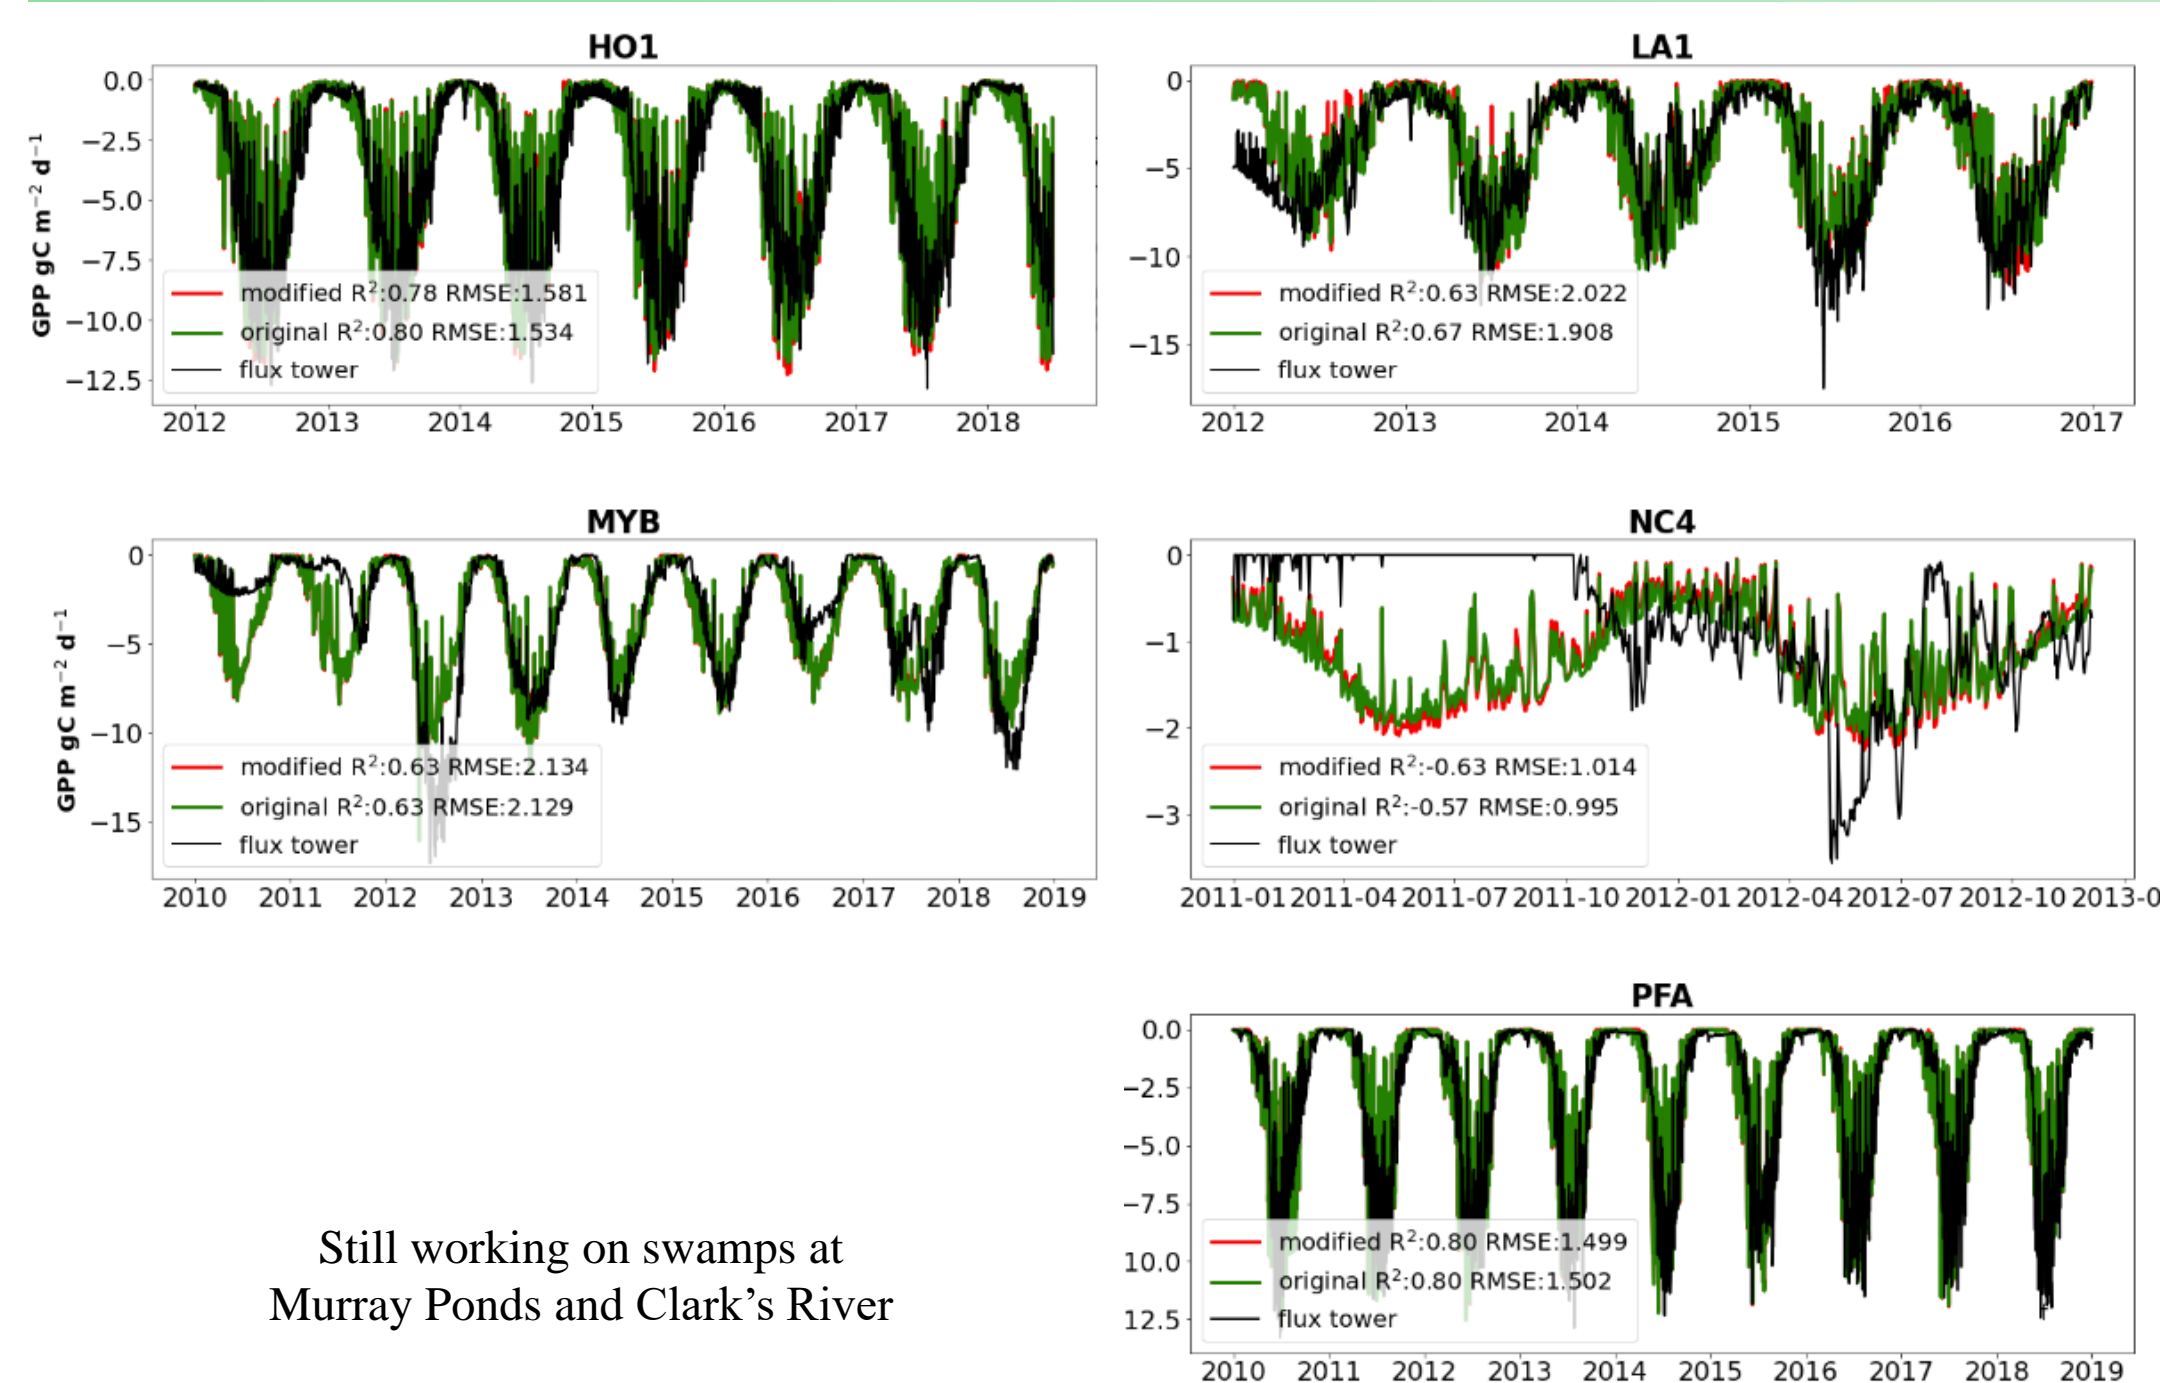 HO1
0.0
−2.5
−5.0
−7.5
−10.0
−12.5
GPP gC m⁻² d⁻¹
modified R²:0.78 RMSE:1.581
original R²:0.80 RMSE:1.534
flux tower
2012 2013 2014 2015 2016 2017 2018
LA1
0
−5
−10
−15
modified R²:0.63 RMSE:2.022
original R²:0.67 RMSE:1.908
flux tower
2012 2013 2014 2015 2016 2017
MYB
0
−5
−10
−15
GPP gC m⁻² d⁻¹
modified R²:0.63 RMSE:2.134
original R²:0.63 RMSE:2.129
flux tower
2010 2011 2012 2013 2014 2015 2016 2017 2018 2019
NC4
0
−1
−2
−3
modified R²:-0.63 RMSE:1.014
original R²:-0.57 RMSE:0.995
flux tower
2011-01 2011-04 2011-07 2011-10 2012-01 2012-04 2012-07 2012-10 2013-0
PFA
0.0
−2.5
−5.0
−7.5
10.0
12.5
modified R²:0.80 RMSE:1.499
original R²:0.80 RMSE:1.502
flux tower
2010 2011 2012 2013 2014 2015 2016 2017 2018 2019
Still working on swamps at
Murray Ponds and Clark’s River